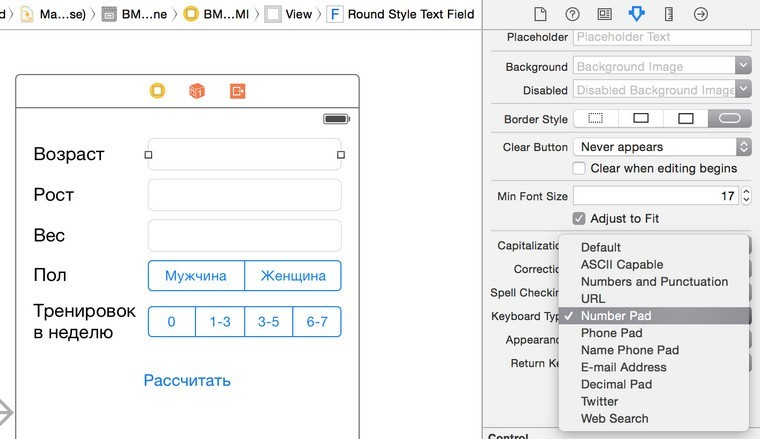 d Ma...se) BM...ne BM...MI View F Round Style Text Field
Placeholder Placeholder Text
Background Background Image
Disabled Disabled Background Image
Border Style
Clear Button Never appears
Clear when editing begins
Min Font Size 17
Adjust to Fit
Возраст
Рост
Вес
Пол Мужчина Женщина
Тренировок
в неделю 0 1-3 3-5 6-7
Рассчитать
Capitalizatio
Correctio
Spell Checkin
Keyboard Typ
Appearanc
Return Ke
Default
ASCII Capable
Numbers and Punctuation
URL
✓ Number Pad
Phone Pad
Name Phone Pad
E-mail Address
Decimal Pad
Twitter
Web Search
Control